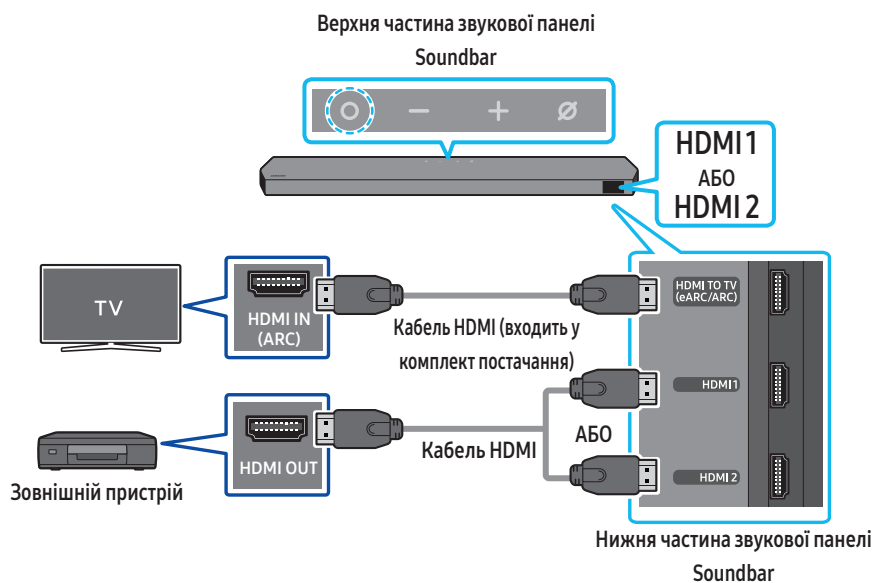 Верхня частина звукової панелі
Soundbar
HDMI 1
АБО
HDMI 2
TV
HDMI IN
(ARC)
Кабель HDMI (входить у
комплект постачання)
HDMI TO TV
(eARC/ARC)
HDMI 1
HDMI OUT
Кабель HDMI
АБО
HDMI 2
Зовнішній пристрій
Нижня частина звукової панелі
Soundbar